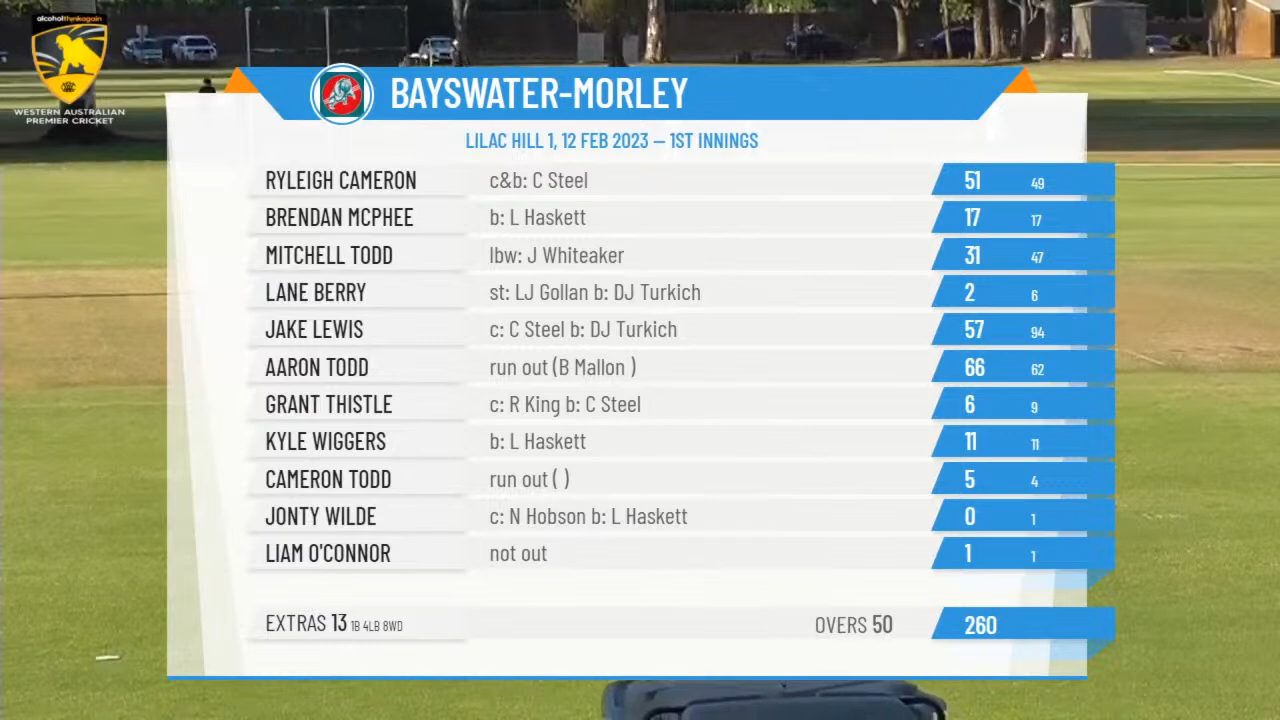 alcoholthinkagain
WESTERN AUSTRALIAN
PREMIER CRICKET
BAYSWATER-MORLEY
LILAC HILL 1, 12 FEB 2023 – 1ST INNINGS
RYLEIGH CAMERON c&b: C Steel 51 49
BRENDAN MCPHEE b: L Haskett 17 17
MITCHELL TODD lbw: J Whiteaker 31 47
LANE BERRY st: LJ Gollan b: DJ Turkich 2 6
JAKE LEWIS c: C Steel b: DJ Turkich 57 94
AARON TODD run out (B Mallon ) 66 62
GRANT THISTLE c: R King b: C Steel 6 9
KYLE WIGGERS b: L Haskett 11 11
CAMERON TODD run out ( ) 5 4
JONTY WILDE c: N Hobson b: L Haskett 0 1
LIAM O'CONNOR not out 1 1
EXTRAS 13 1B 4LB 8WD OVERS 50 260